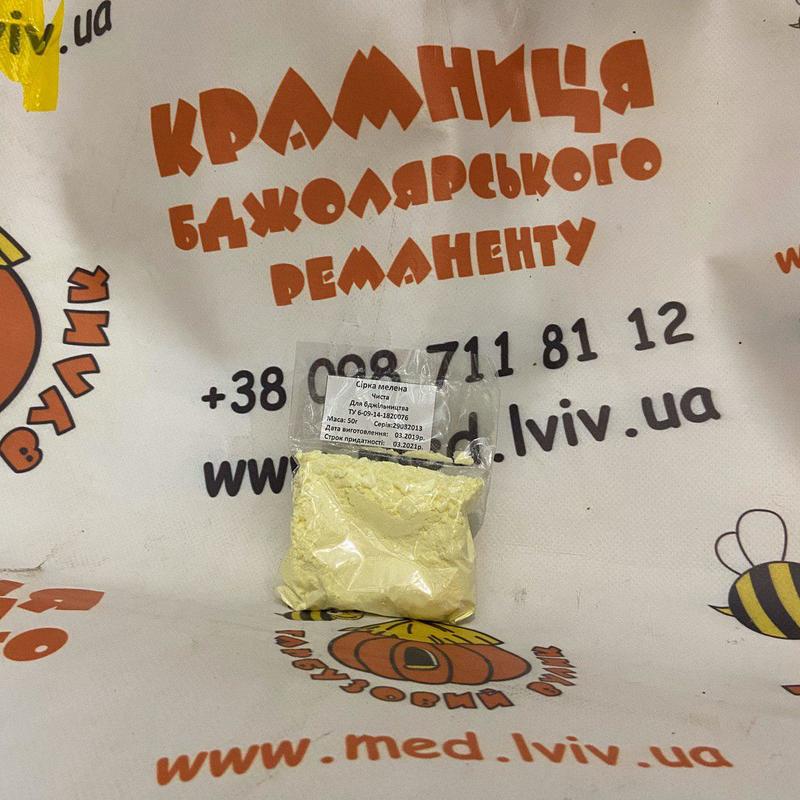 lviv.ua
КРАМНИЦЯ
БДЖОЛЯРСЬКОГО
РЕМАНЕНТУ
+38 098 711 81 12
www.med.lviv.ua
ВУЛИК
Сірка мелена
Чиста
Для бджільництва
ТУ 6-09-14-1820076
Маса: 50г Серія:29032013
Дата виготовлення: 03.2019р.
Строк придатності: 03.2021р.
ГАРБУЗОВИЙ ВУЛИК
www.med.lviv.ua